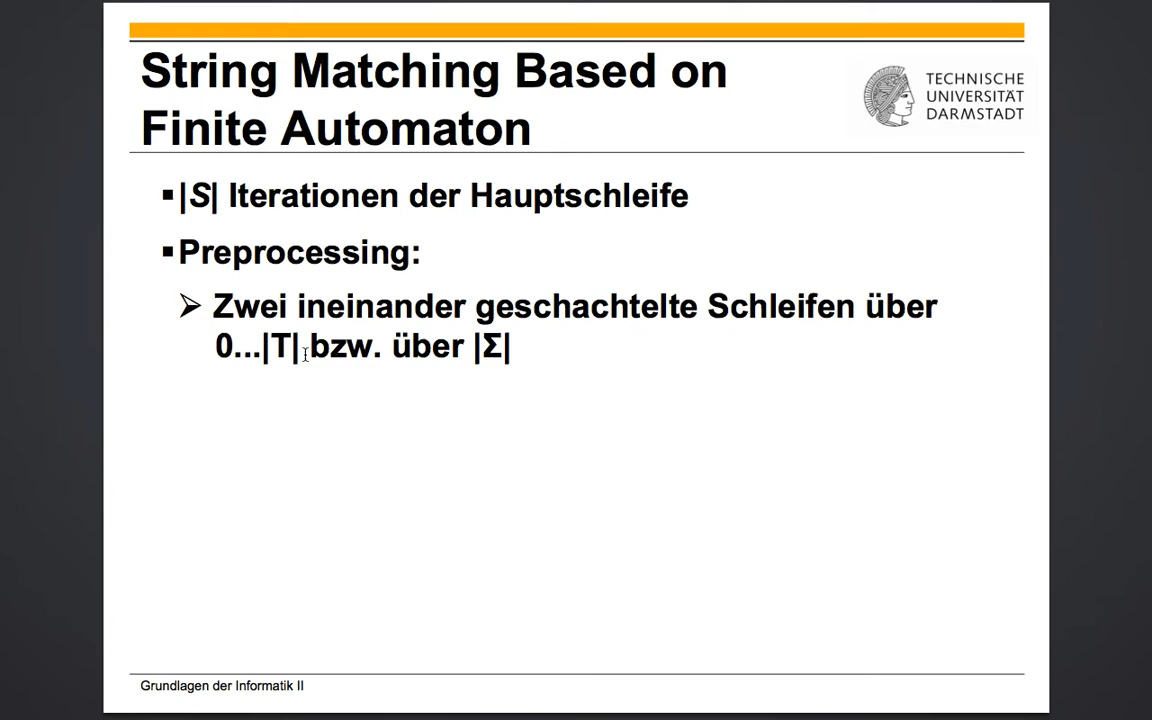 String Matching Based on
Finite Automaton
TECHNISCHE
UNIVERSITÄT
DARMSTADT
▪|S| Iterationen der Hauptschleife
▪Preprocessing:
➢ Zwei ineinander geschachtelte Schleifen über
0...|T| bzw. über |Σ|
Grundlagen der Informatik II